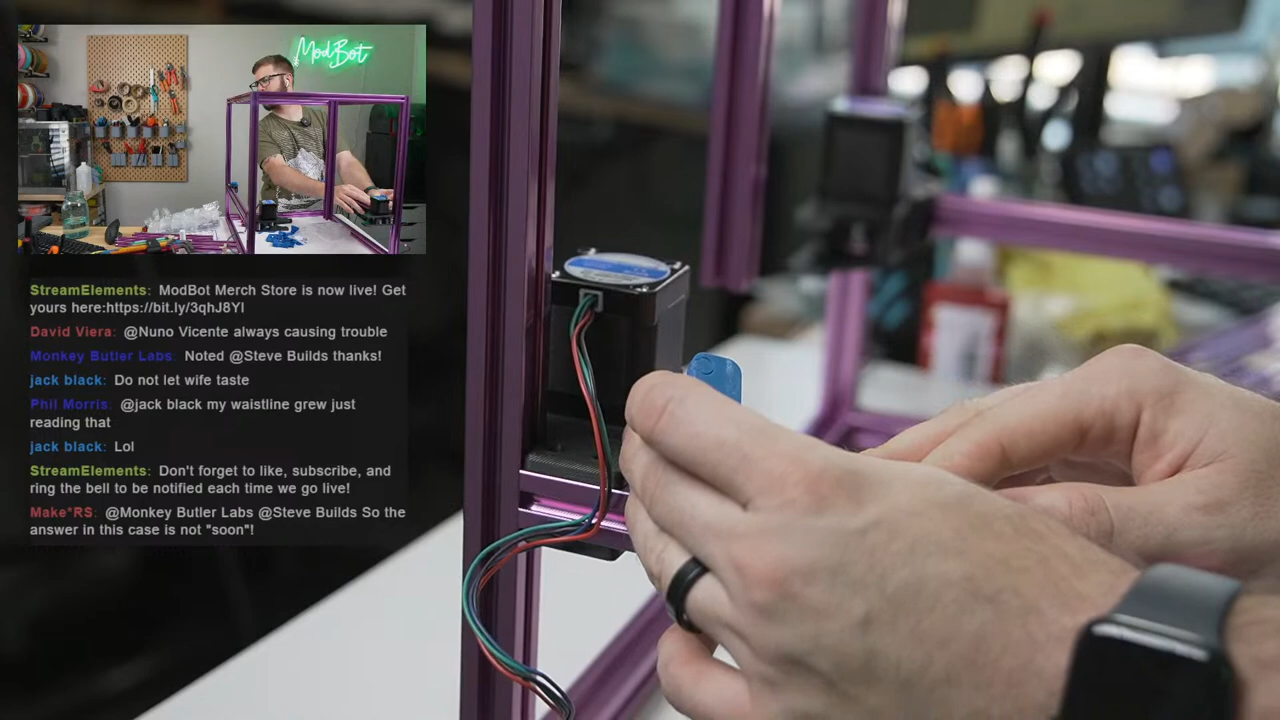 ModBot
StreamElements: ModBot Merch Store is now live! Get
yours here:https://bit.ly/3qhJ8Yl
David Viera: @Nuno Vicente always causing trouble
Monkey Butler Labs: Noted @Steve Builds thanks!
jack black: Do not let wife taste
Phil Morris: @jack black my waistline grew just
reading that
jack black: Lol
StreamElements: Don't forget to like, subscribe, and
ring the bell to be notified each time we go live!
Make*RS: @Monkey Butler Labs @Steve Builds So the
answer in this case is not "soon"!